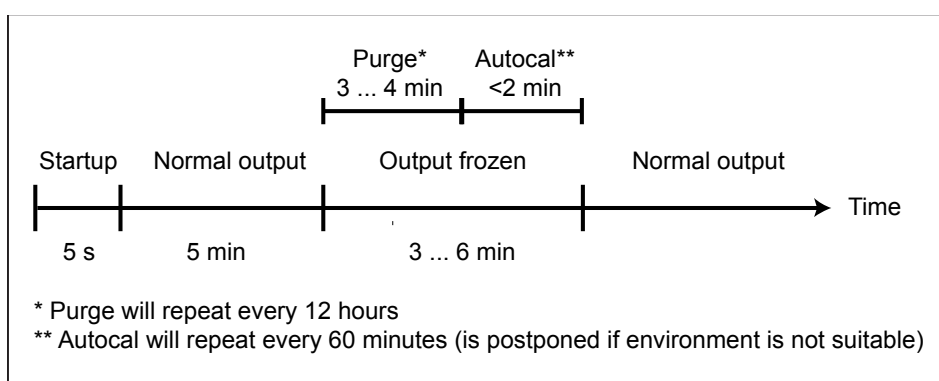 Purge* Autocal**
3 ... 4 min <2 min
Startup Normal output Output frozen Normal output
Time
5 s 5 min 3 ... 6 min
* Purge will repeat every 12 hours
** Autocal will repeat every 60 minutes (is postponed if environment is not suitable)